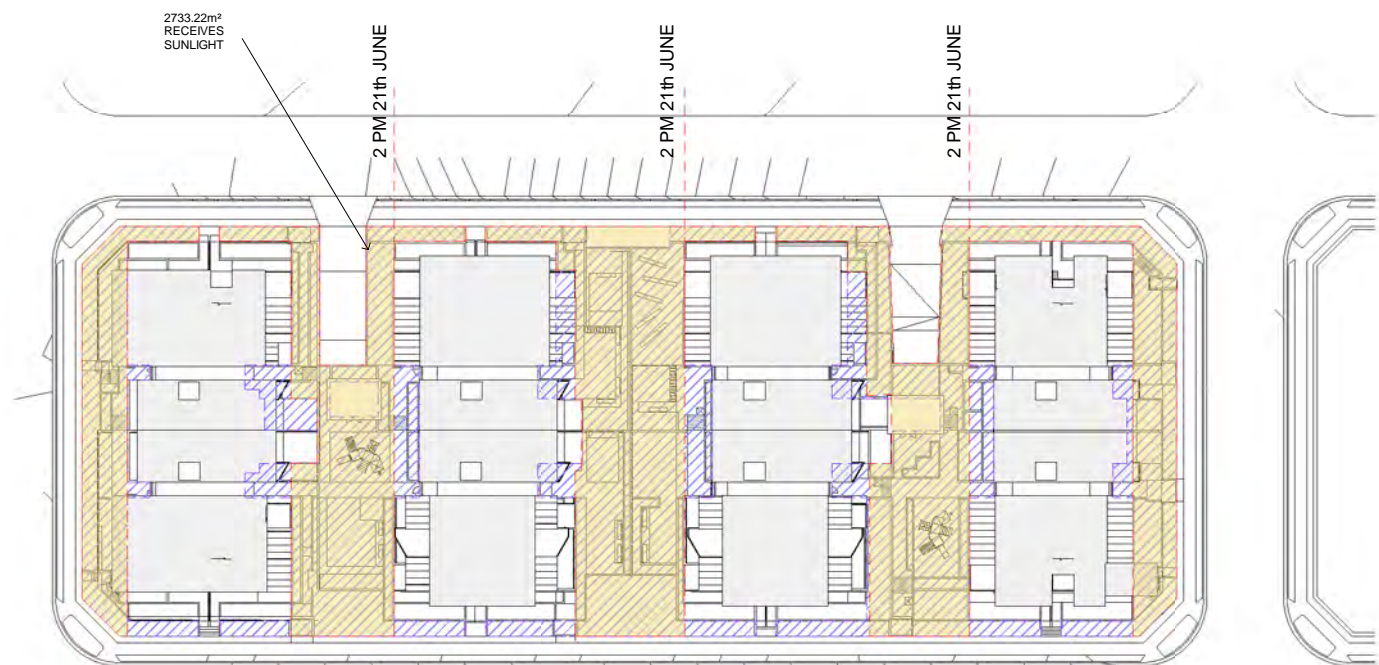 2733.22m²
RECEIVES
SUNLIGHT
2 PM 21th JUNE
2 PM 21th JUNE
2 PM 21th JUNE